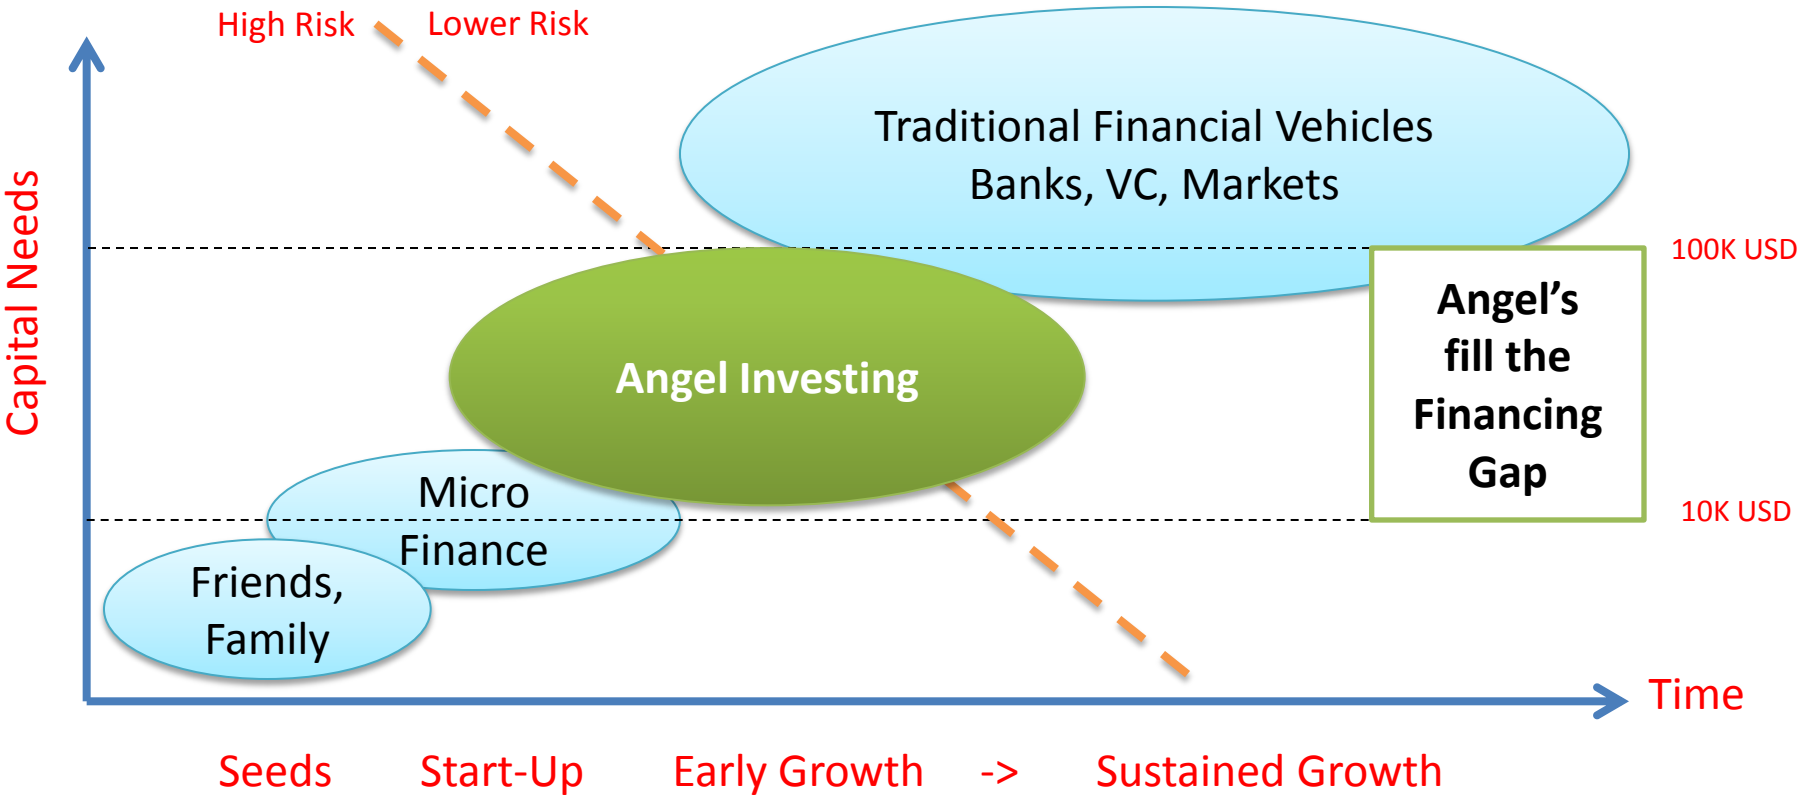 High Risk
Lower Risk
Traditional Financial Vehicles
Banks, VC, Markets
Capital Needs
100K USD
Angel’s
fill the
Financing
Gap
Angel Investing
Micro
Finance
10K USD
Friends,
Family
Time
Seeds Start-Up Early Growth -> Sustained Growth